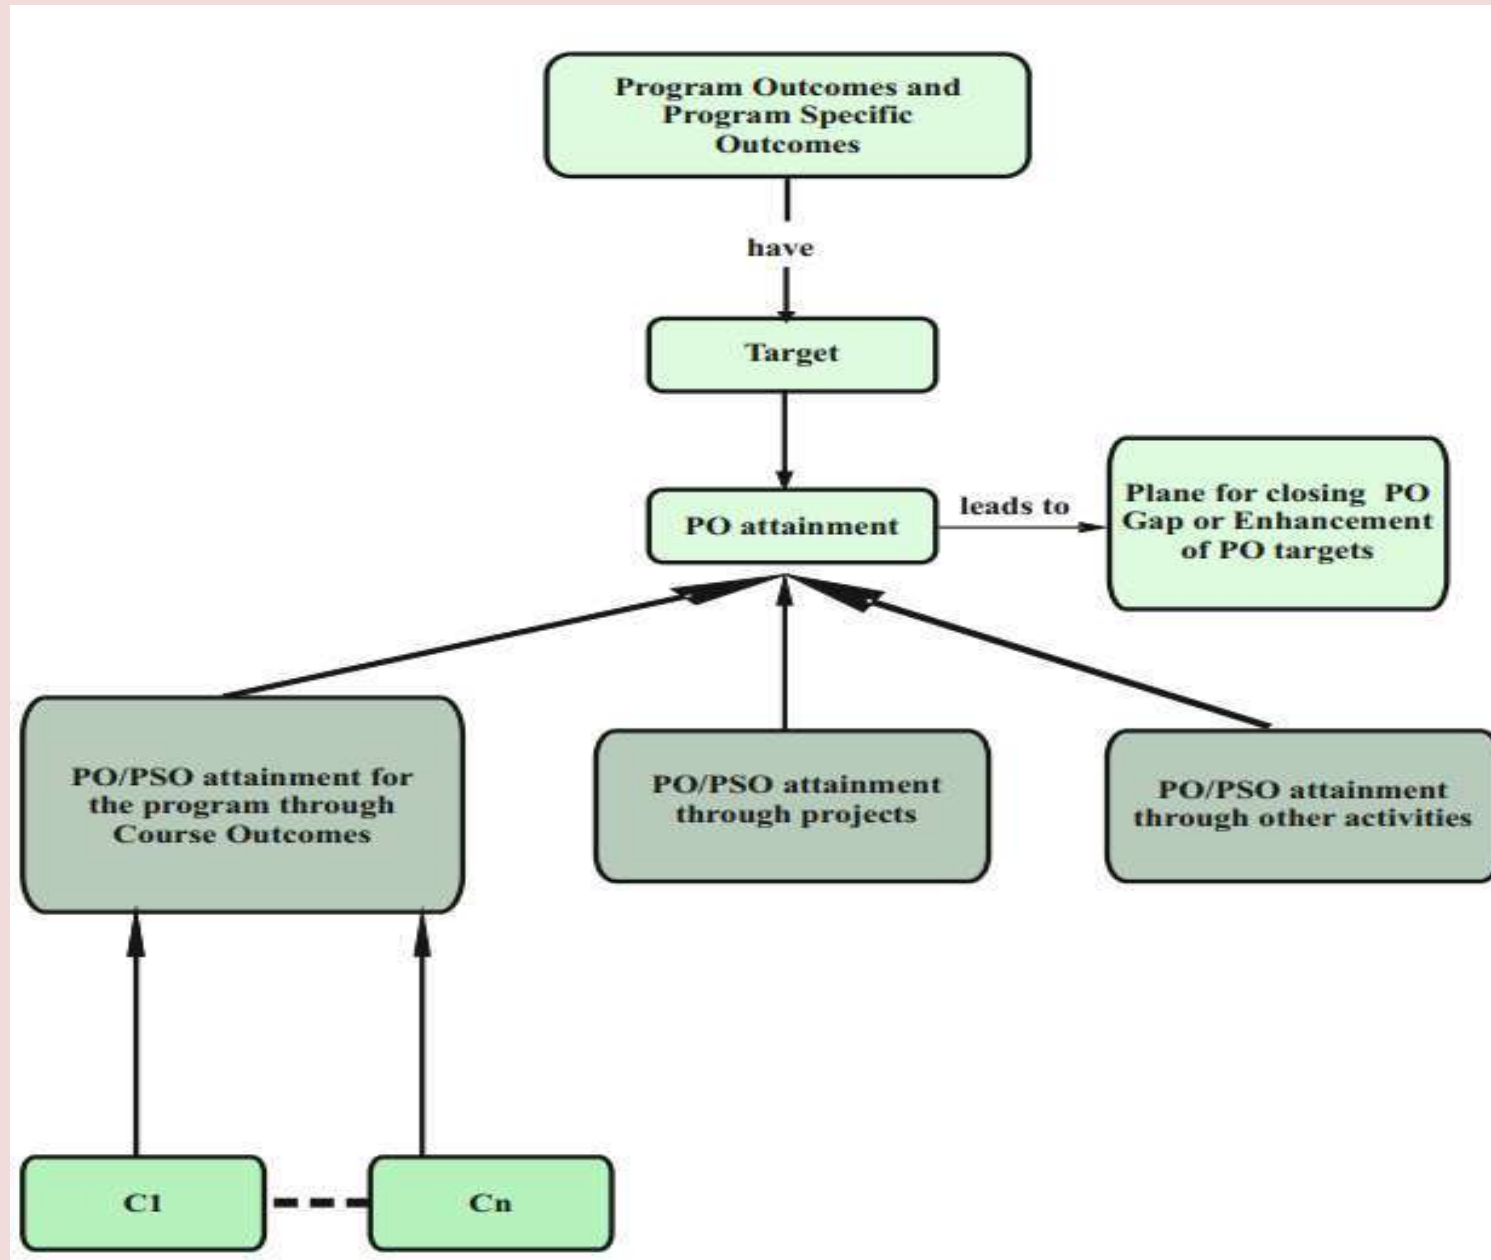 Program Outcomes and
Program Specific
Outcomes
have
Target
PO attainment
leads to
Plane for closing PO
Gap or Enhancement
of PO targets
PO/PSO attainment for
the program through
Course Outcomes
PO/PSO attainment
through projects
PO/PSO attainment
through other activities
C1
Cn